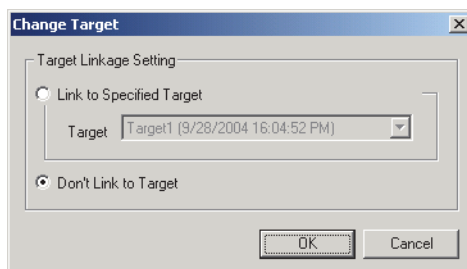 Change Target
Target Linkage Setting
Link to Specified Target
Target Target1 (9/28/2004 16:04:52 PM)
Don't Link to Target
OK Cancel